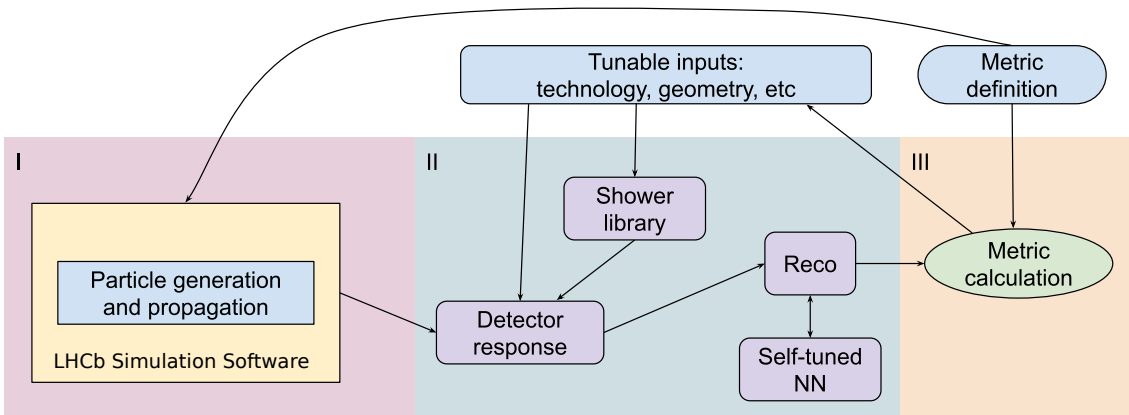 Tunable inputs:
technology, geometry, etc
Metric
definition
I
II
III
Shower
library
Particle generation
and propagation
LHCb Simulation Software
Detector
response
Reco
Self-tuned
NN
Metric
calculation